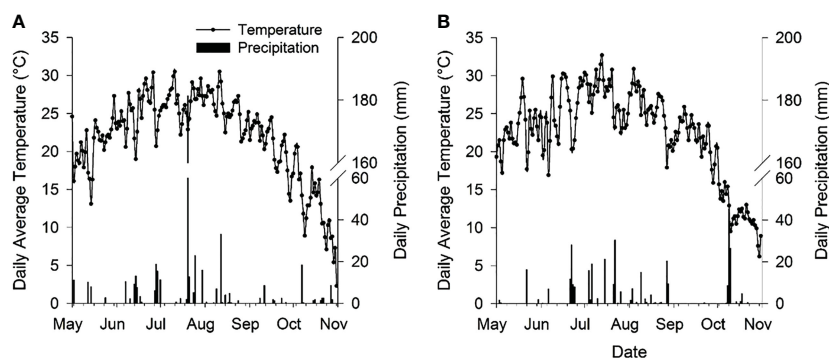 A
Temperature
Precipitation
Daily Average Temperature (°C)
35
30
25
20
15
10
5
0
200
180
160
60
40
20
0
Daily Precipitation (mm)
May Jun Jul Aug Sep Oct Nov
B
Daily Average Temperature (°C)
35
30
25
20
15
10
5
0
200
180
160
60
40
20
0
Daily Precipitation (mm)
May Jun Jul Aug Sep Oct Nov
Date